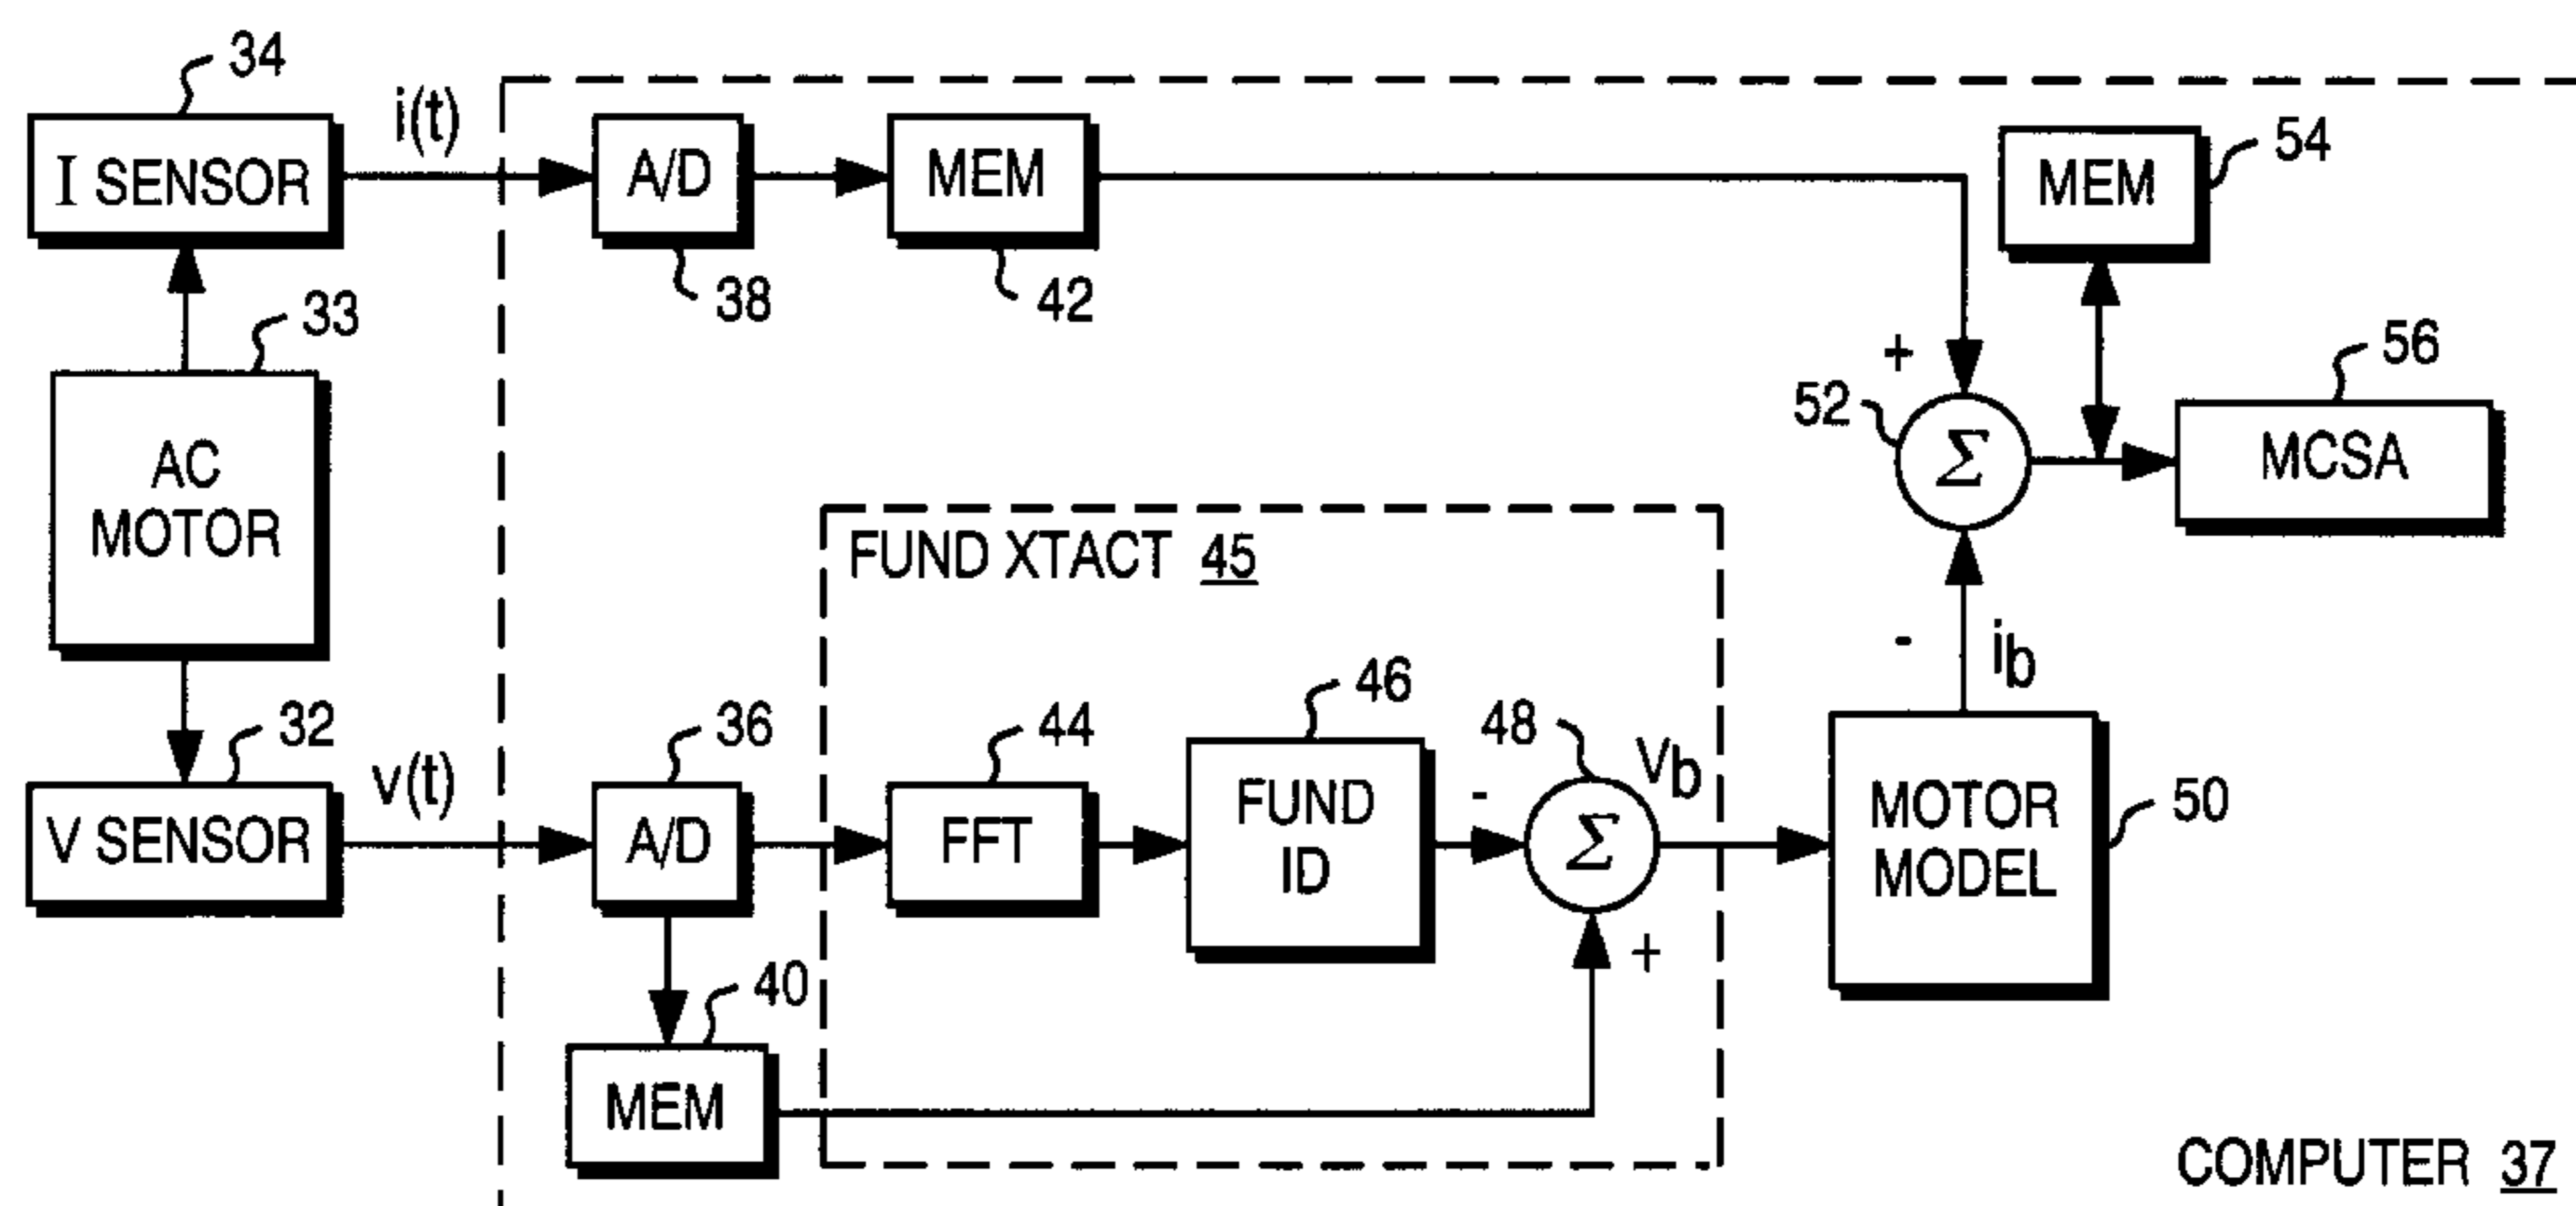 34
i(t)
I SENSOR
A/D
MEM
MEM
54
38
42
33
AC
MOTOR
+
52
Σ
56
MCSA
FUND XTACT 45
-
ib
32
v(t)
V SENSOR
36
A/D
44
FFT
46
FUND
ID
-
48
Σ
Vb
+
MOTOR
MODEL
50
40
MEM
COMPUTER 37